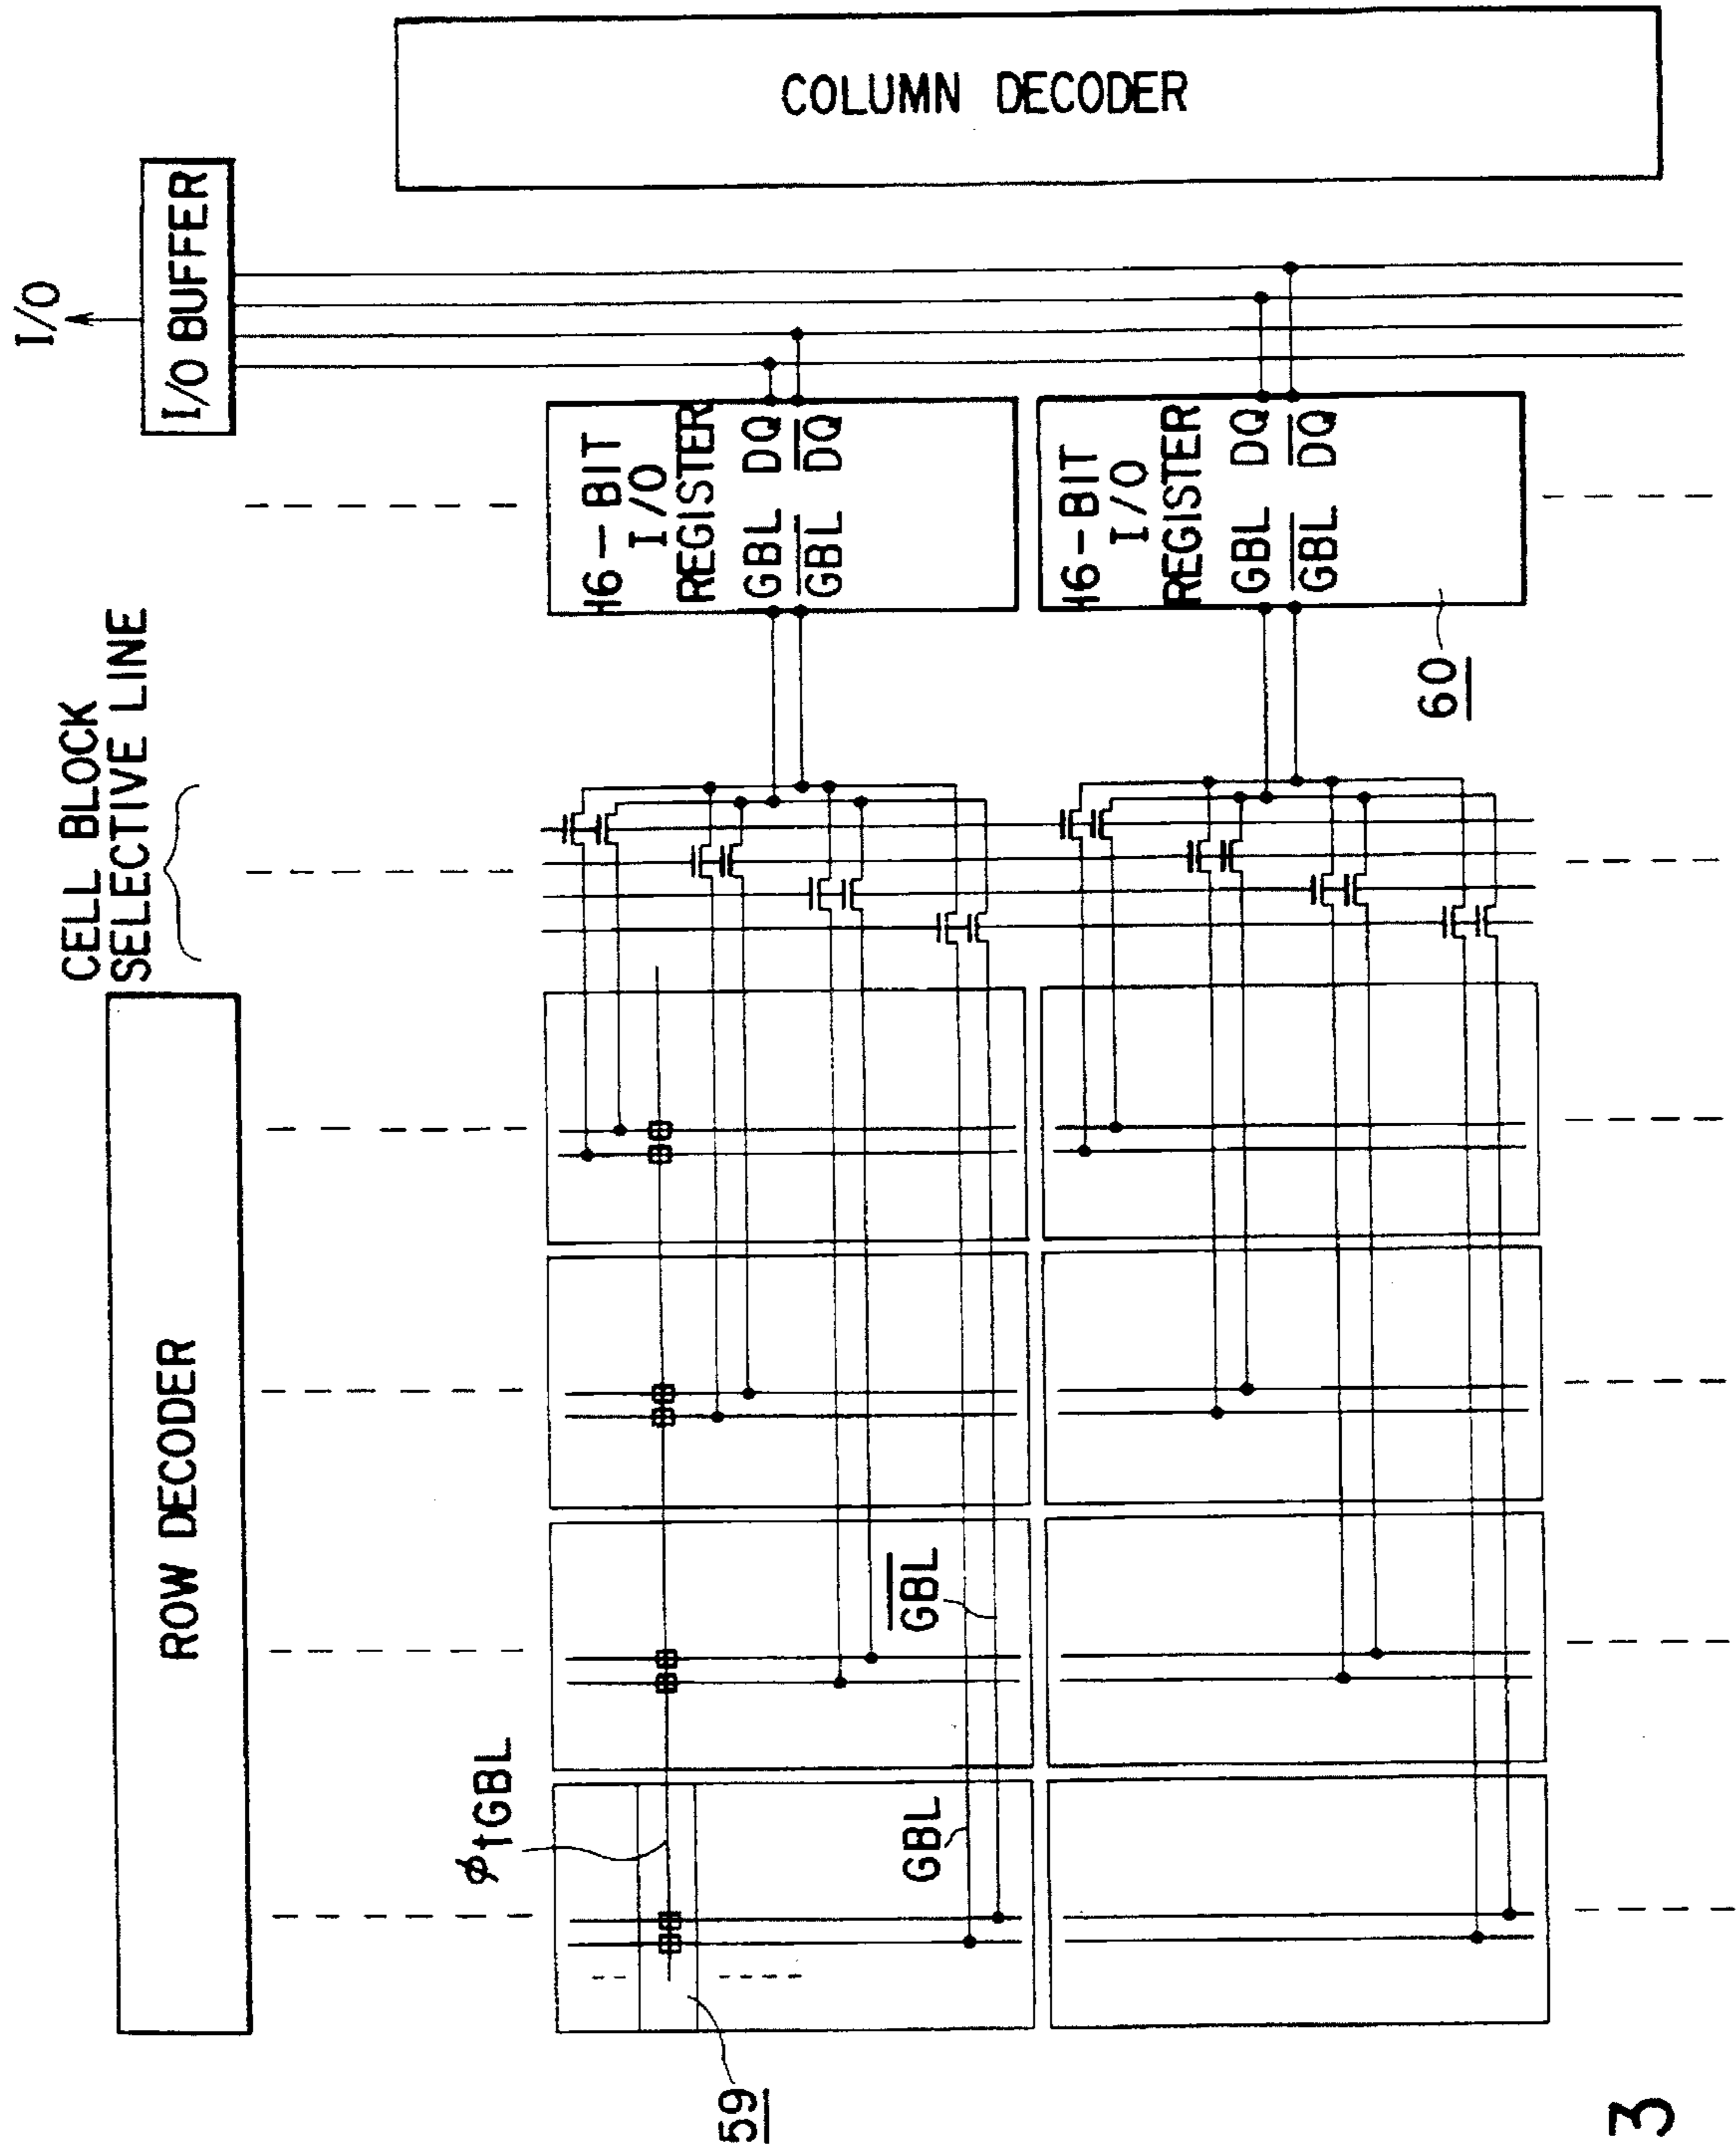 ROW DECODER
CELL BLOCK
SELECTIVE LINE
I/O
I/O BUFFER
COLUMN DECODER
59
φtGBL
GBL
GBL
16-BIT
I/O
REGISTER
GBL DQ
GBL DQ
16-BIT
I/O
REGISTER
GBL DQ
GBL DQ
60
3